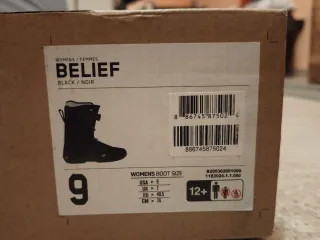 WOMENS / FEMMES
BELIEF
BLACK / NOIR
886745875024
9
WOMENS BOOT SIZE
USA = 9
UK = 7
EU = 40.5
CM = 26
12+